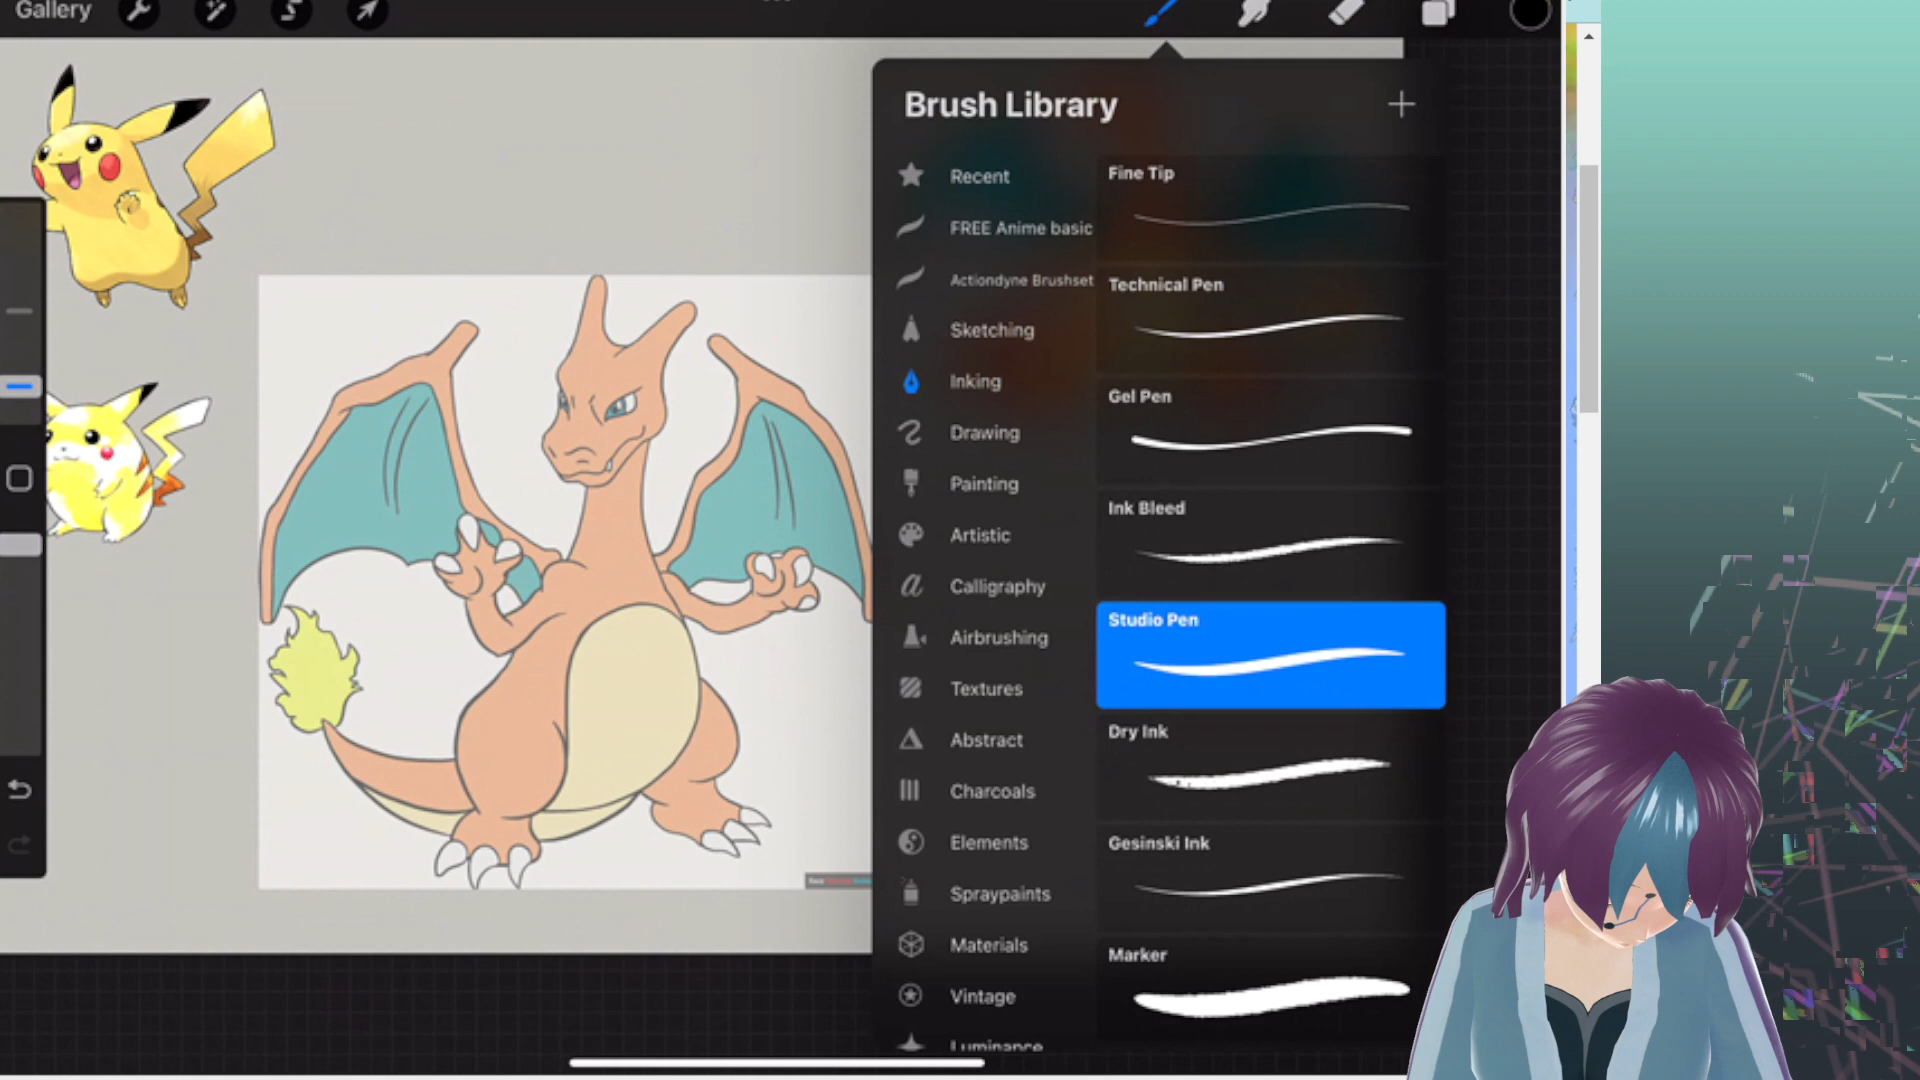 Gallery
Brush Library
Recent
FREE Anime basic
Actiondyne Brushset
Sketching
Inking
Drawing
Painting
Artistic
Calligraphy
Airbrushing
Textures
Abstract
Charcoals
Elements
Spraypaints
Materials
Vintage
Luminance
Fine Tip
Technical Pen
Gel Pen
Ink Bleed
Studio Pen
Dry Ink
Gesinski Ink
Marker